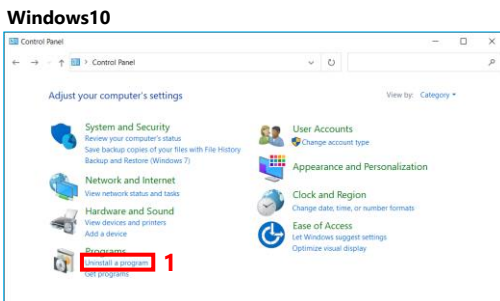 Windows10
Control Panel
Control Panel
Adjust your computer's settings
View by: Category
System and Security
Review your computer's status
Save backup copies of your files with File History
Backup and Restore (Windows 7)
Network and Internet
View network status and tasks
Hardware and Sound
View devices and printers
Add a device
Programs
Uninstall a program 1
Get programs
User Accounts
Change account type
Appearance and Personalization
Clock and Region
Change date, time, or number formats
Ease of Access
Let Windows suggest settings
Optimize visual display